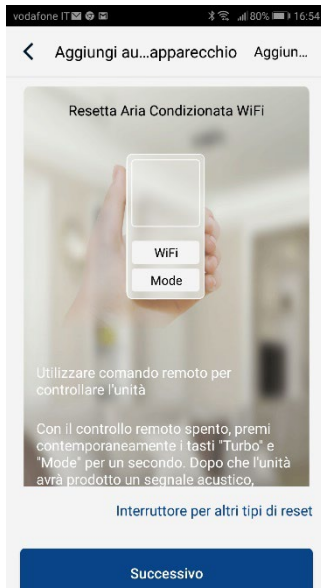 vodafone IT 80% 16:54
Aggiungi au...apparecchio Aggiun...
Resetta Aria Condizionata WiFi
WiFi
Mode
Utilizzare comando remoto per
controllare l'unità
Con il controllo remoto spento, premi
contemporaneamente i tasti "Turbo" e
"Mode" per un secondo. Dopo che l'unità
avrà prodotto un segnale acustico,
Interruttore per altri tipi di reset
Successivo